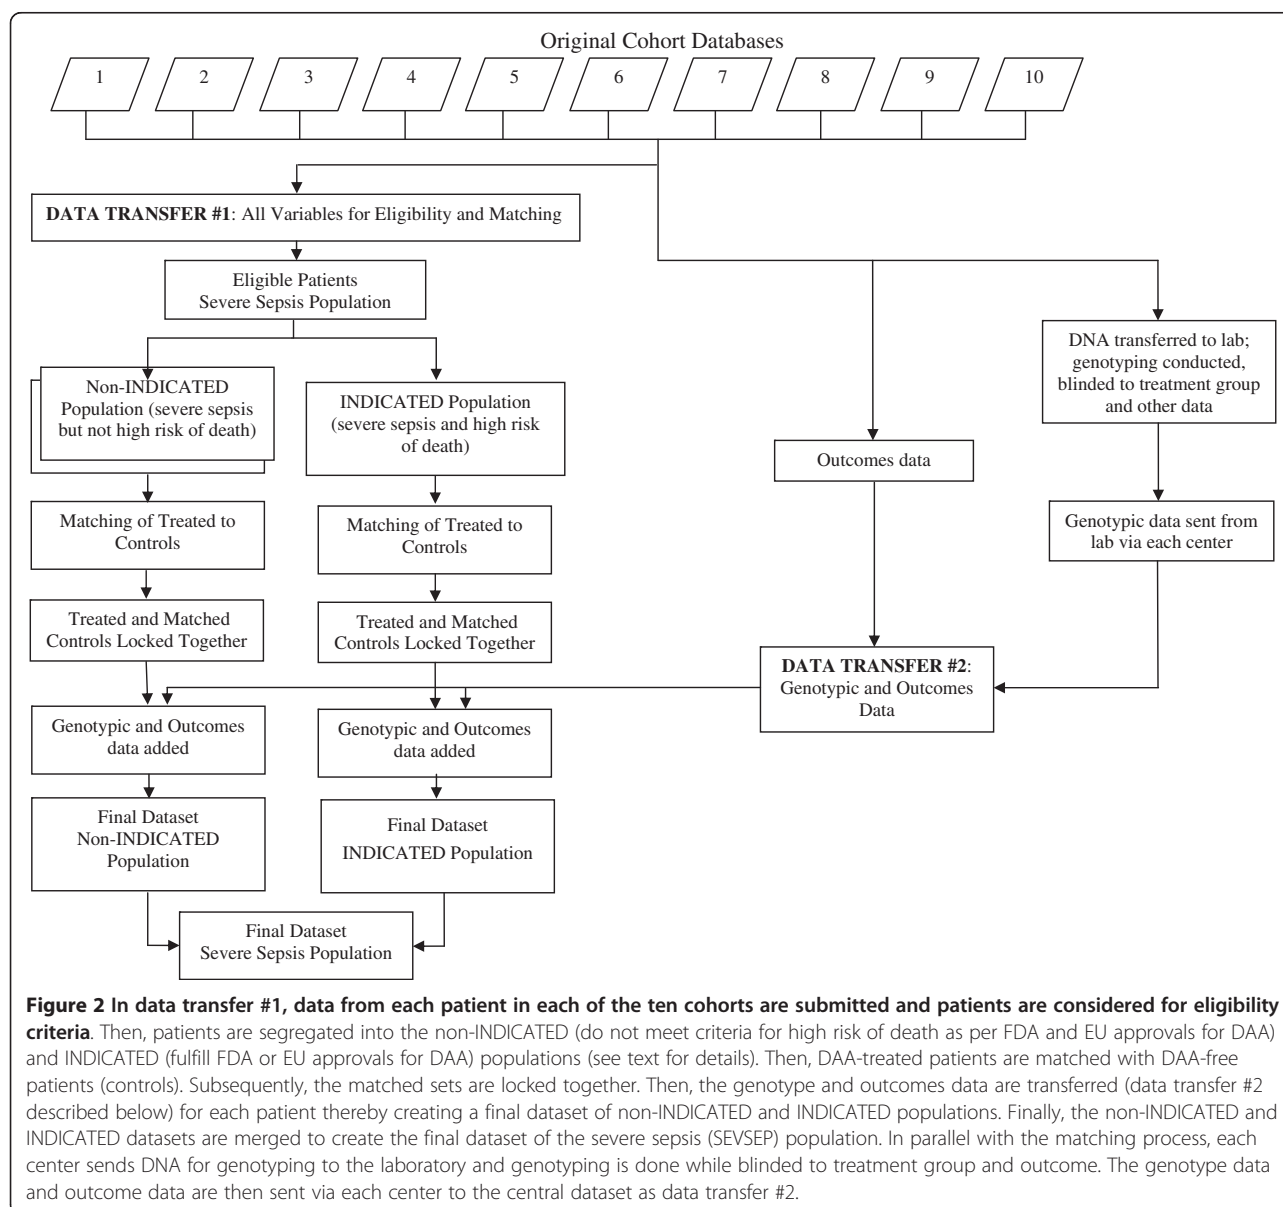 Original Cohort Databases
1 2 3 4 5 6 7 8 9 10
DATA TRANSFER #1: All Variables for Eligibility and Matching
Eligible Patients
Severe Sepsis Population
Non-INDICATED
Population (severe sepsis
but not high risk of death)
INDICATED Population
(severe sepsis and high risk
of death)
DNA transferred to lab;
genotyping conducted,
blinded to treatment group
and other data
Outcomes data
Matching of Treated to
Controls
Matching of Treated to
Controls
Genotypic data sent from
lab via each center
Treated and Matched
Controls Locked Together
Treated and Matched
Controls Locked Together
DATA TRANSFER #2:
Genotypic and Outcomes
Data
Genotypic and Outcomes
data added
Genotypic and Outcomes
data added
Final Dataset
Non-INDICATED
Population
Final Dataset
INDICATED Population
Final Dataset
Severe Sepsis Population
Figure 2 In data transfer #1, data from each patient in each of the ten cohorts are submitted and patients are considered for eligibility
criteria. Then, patients are segregated into the non-INDICATED (do not meet criteria for high risk of death as per FDA and EU approvals for DAA)
and INDICATED (fulfill FDA or EU approvals for DAA) populations (see text for details). Then, DAA-treated patients are matched with DAA-free
patients (controls). Subsequently, the matched sets are locked together. Then, the genotype and outcomes data are transferred (data transfer #2
described below) for each patient thereby creating a final dataset of non-INDICATED and INDICATED populations. Finally, the non-INDICATED and
INDICATED datasets are merged to create the final dataset of the severe sepsis (SEVSEP) population. In parallel with the matching process, each
center sends DNA for genotyping to the laboratory and genotyping is done while blinded to treatment group and outcome. The genotype data
and outcome data are then sent via each center to the central dataset as data transfer #2.